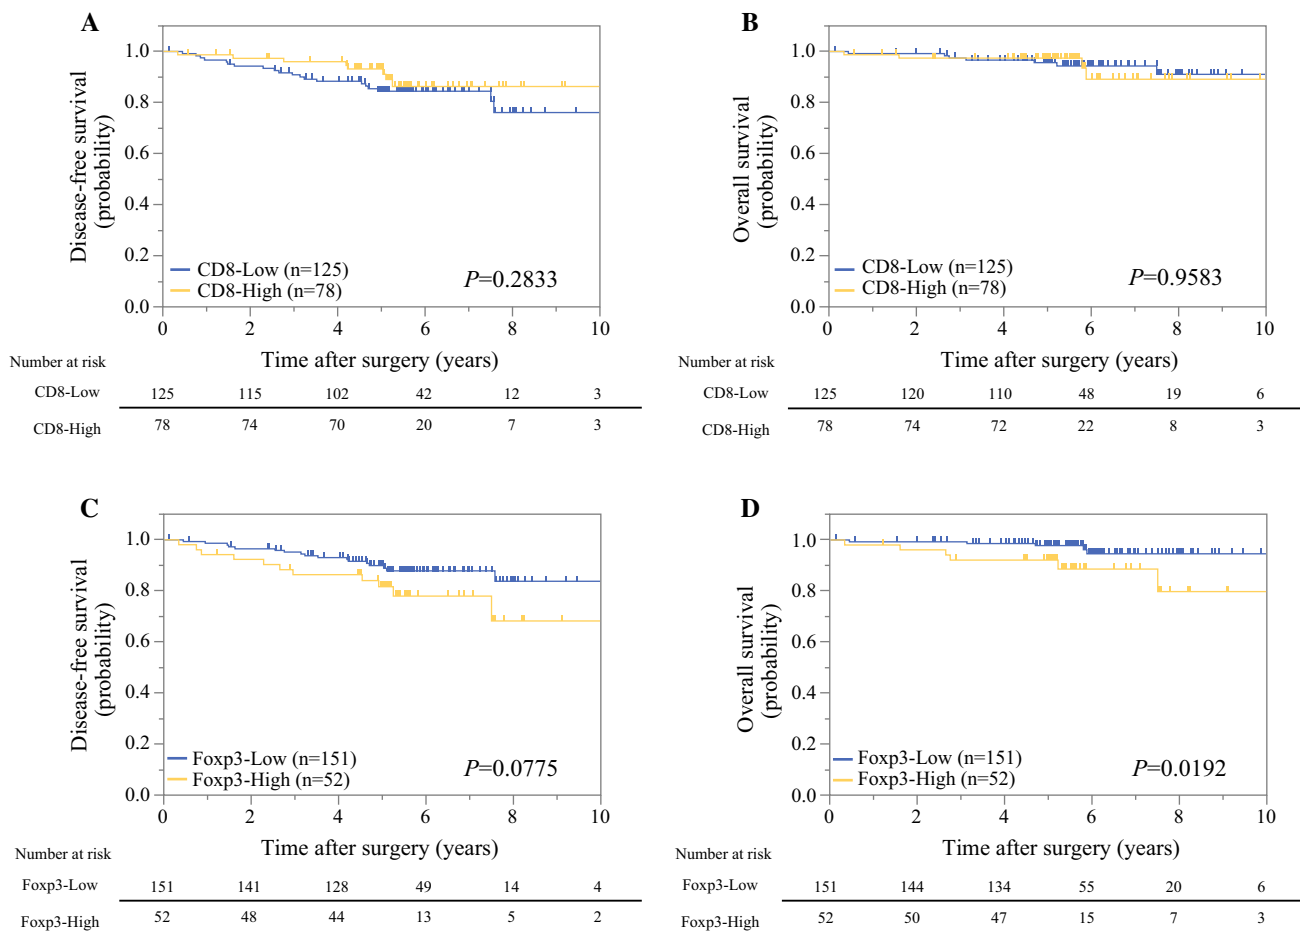 A
Disease-free survival
(probability)
1.0
0.8
0.6
0.4
0.2
0.0
CD8-Low (n=125)
CD8-High (n=78)
P=0.2833
0 2 4 6 8 10
Time after surgery (years)
Number at risk
CD8-Low 125 115 102 42 12 3
CD8-High 78 74 70 20 7 3
B
Overall survival
(probability)
1.0
0.8
0.6
0.4
0.2
0.0
CD8-Low (n=125)
CD8-High (n=78)
P=0.9583
0 2 4 6 8 10
Time after surgery (years)
Number at risk
CD8-Low 125 120 110 48 19 6
CD8-High 78 74 72 22 8 3
C
Disease-free survival
(probability)
1.0
0.8
0.6
0.4
0.2
0.0
Foxp3-Low (n=151)
Foxp3-High (n=52)
P=0.0775
0 2 4 6 8 10
Time after surgery (years)
Number at risk
Foxp3-Low 151 141 128 49 14 4
Foxp3-High 52 48 44 13 5 2
D
Overall survival
(probability)
1.0
0.8
0.6
0.4
0.2
0.0
Foxp3-Low (n=151)
Foxp3-High (n=52)
P=0.0192
0 2 4 6 8 10
Time after surgery (years)
Number at risk
Foxp3-Low 151 144 134 55 20 6
Foxp3-High 52 50 47 15 7 3